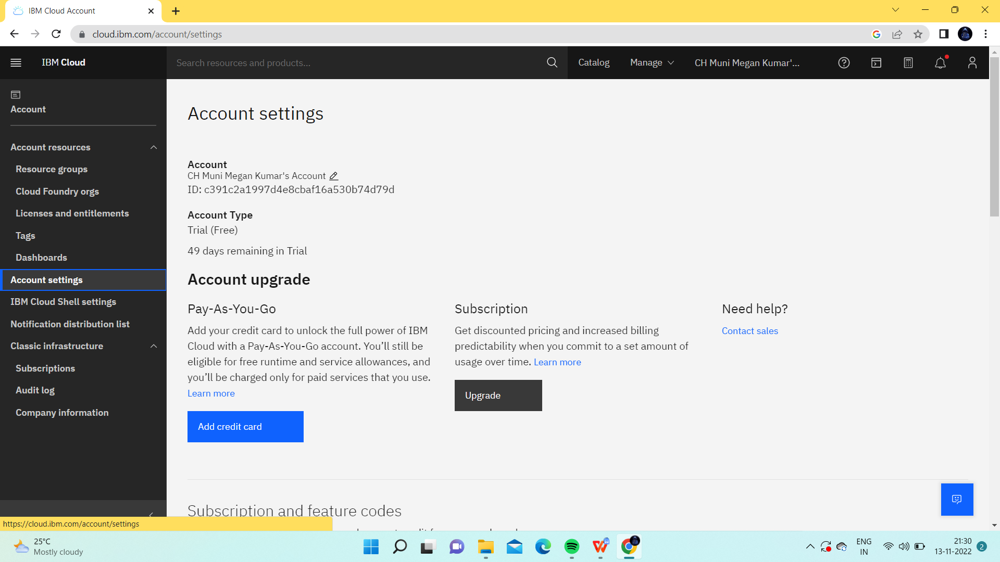 IBM Cloud Account
cloud.ibm.com/account/settings
IBM Cloud
Search resources and products...
Catalog
Manage
CH Muni Megan Kumar'...
Account
Account resources
Resource groups
Cloud Foundry orgs
Licenses and entitlements
Tags
Dashboards
Account settings
IBM Cloud Shell settings
Notification distribution list
Classic infrastructure
Subscriptions
Audit log
Company information
Account settings
Account
CH Muni Megan Kumar's Account
ID: c391c2a1997d4e8cbaf16a530b74d79d
Account Type
Trial (Free)
49 days remaining in Trial
Account upgrade
Pay-As-You-Go
Add your credit card to unlock the full power of IBM
Cloud with a Pay-As-You-Go account. You’ll still be
eligible for free runtime and service allowances, and
you’ll be charged only for paid services that you use.
Learn more
Add credit card
Subscription
Get discounted pricing and increased billing
predictability when you commit to a set amount of
usage over time. Learn more
Upgrade
Need help?
Contact sales
Subscription and feature codes
https://cloud.ibm.com/account/settings
25°C
Mostly cloudy
ENG
IN
21:30
13-11-2022
2